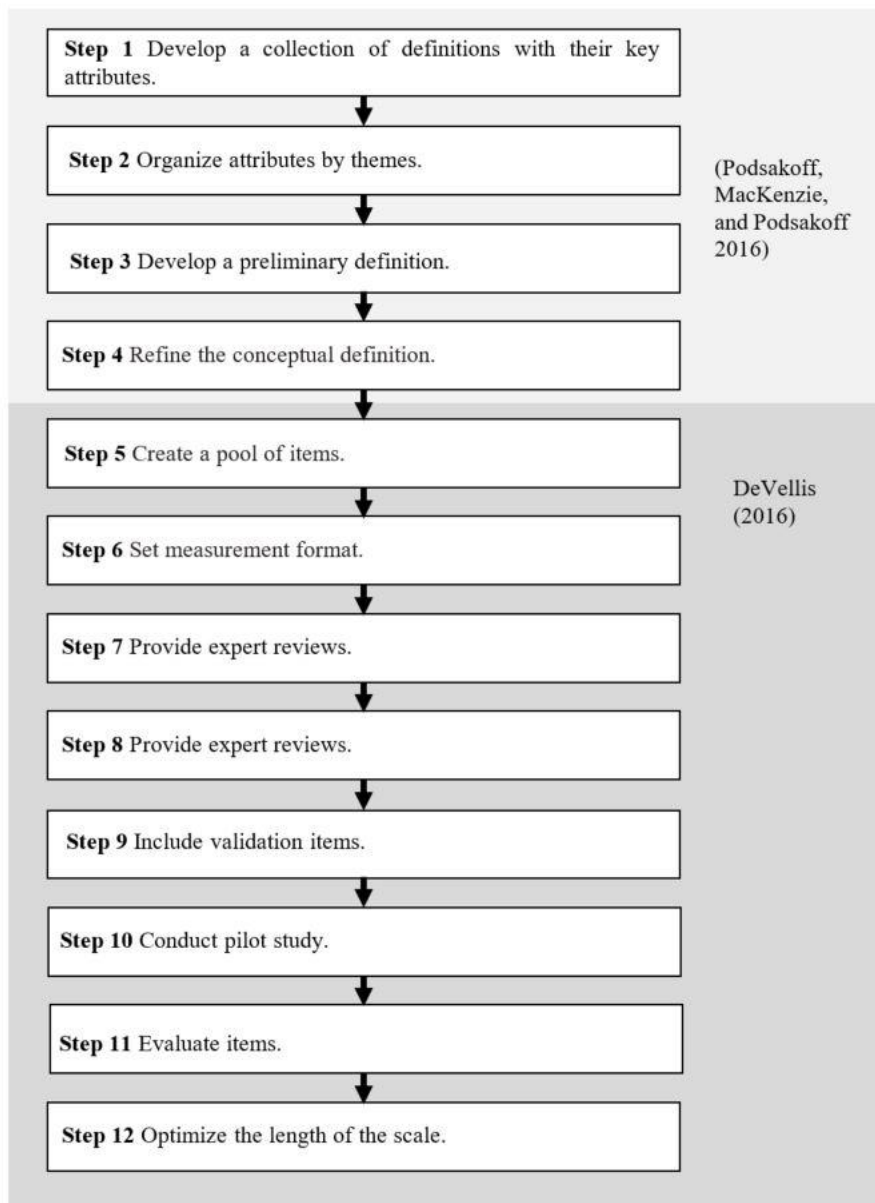 Step 1 Develop a collection of definitions with their key
attributes.
Step 2 Organize attributes by themes.
(Podsakoff,
MacKenzie,
and Podsakoff
2016)
Step 3 Develop a preliminary definition.
Step 4 Refine the conceptual definition.
Step 5 Create a pool of items.
DeVellis
(2016)
Step 6 Set measurement format.
Step 7 Provide expert reviews.
Step 8 Provide expert reviews.
Step 9 Include validation items.
Step 10 Conduct pilot study.
Step 11 Evaluate items.
Step 12 Optimize the length of the scale.